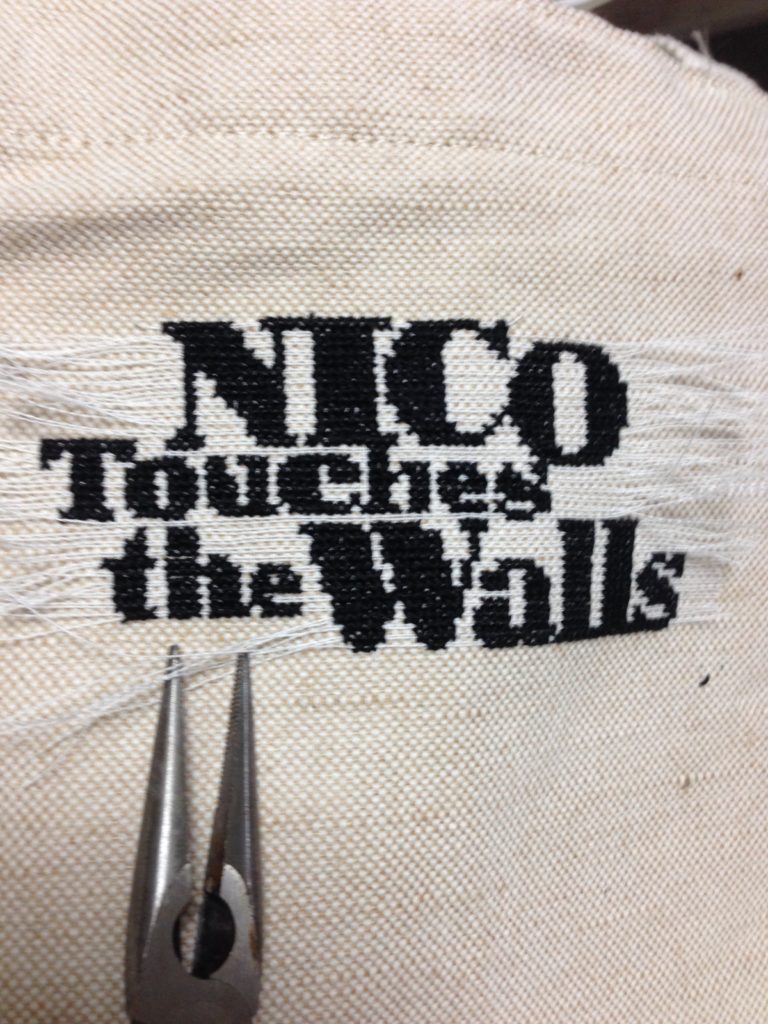 NICO
Touches
the Walls